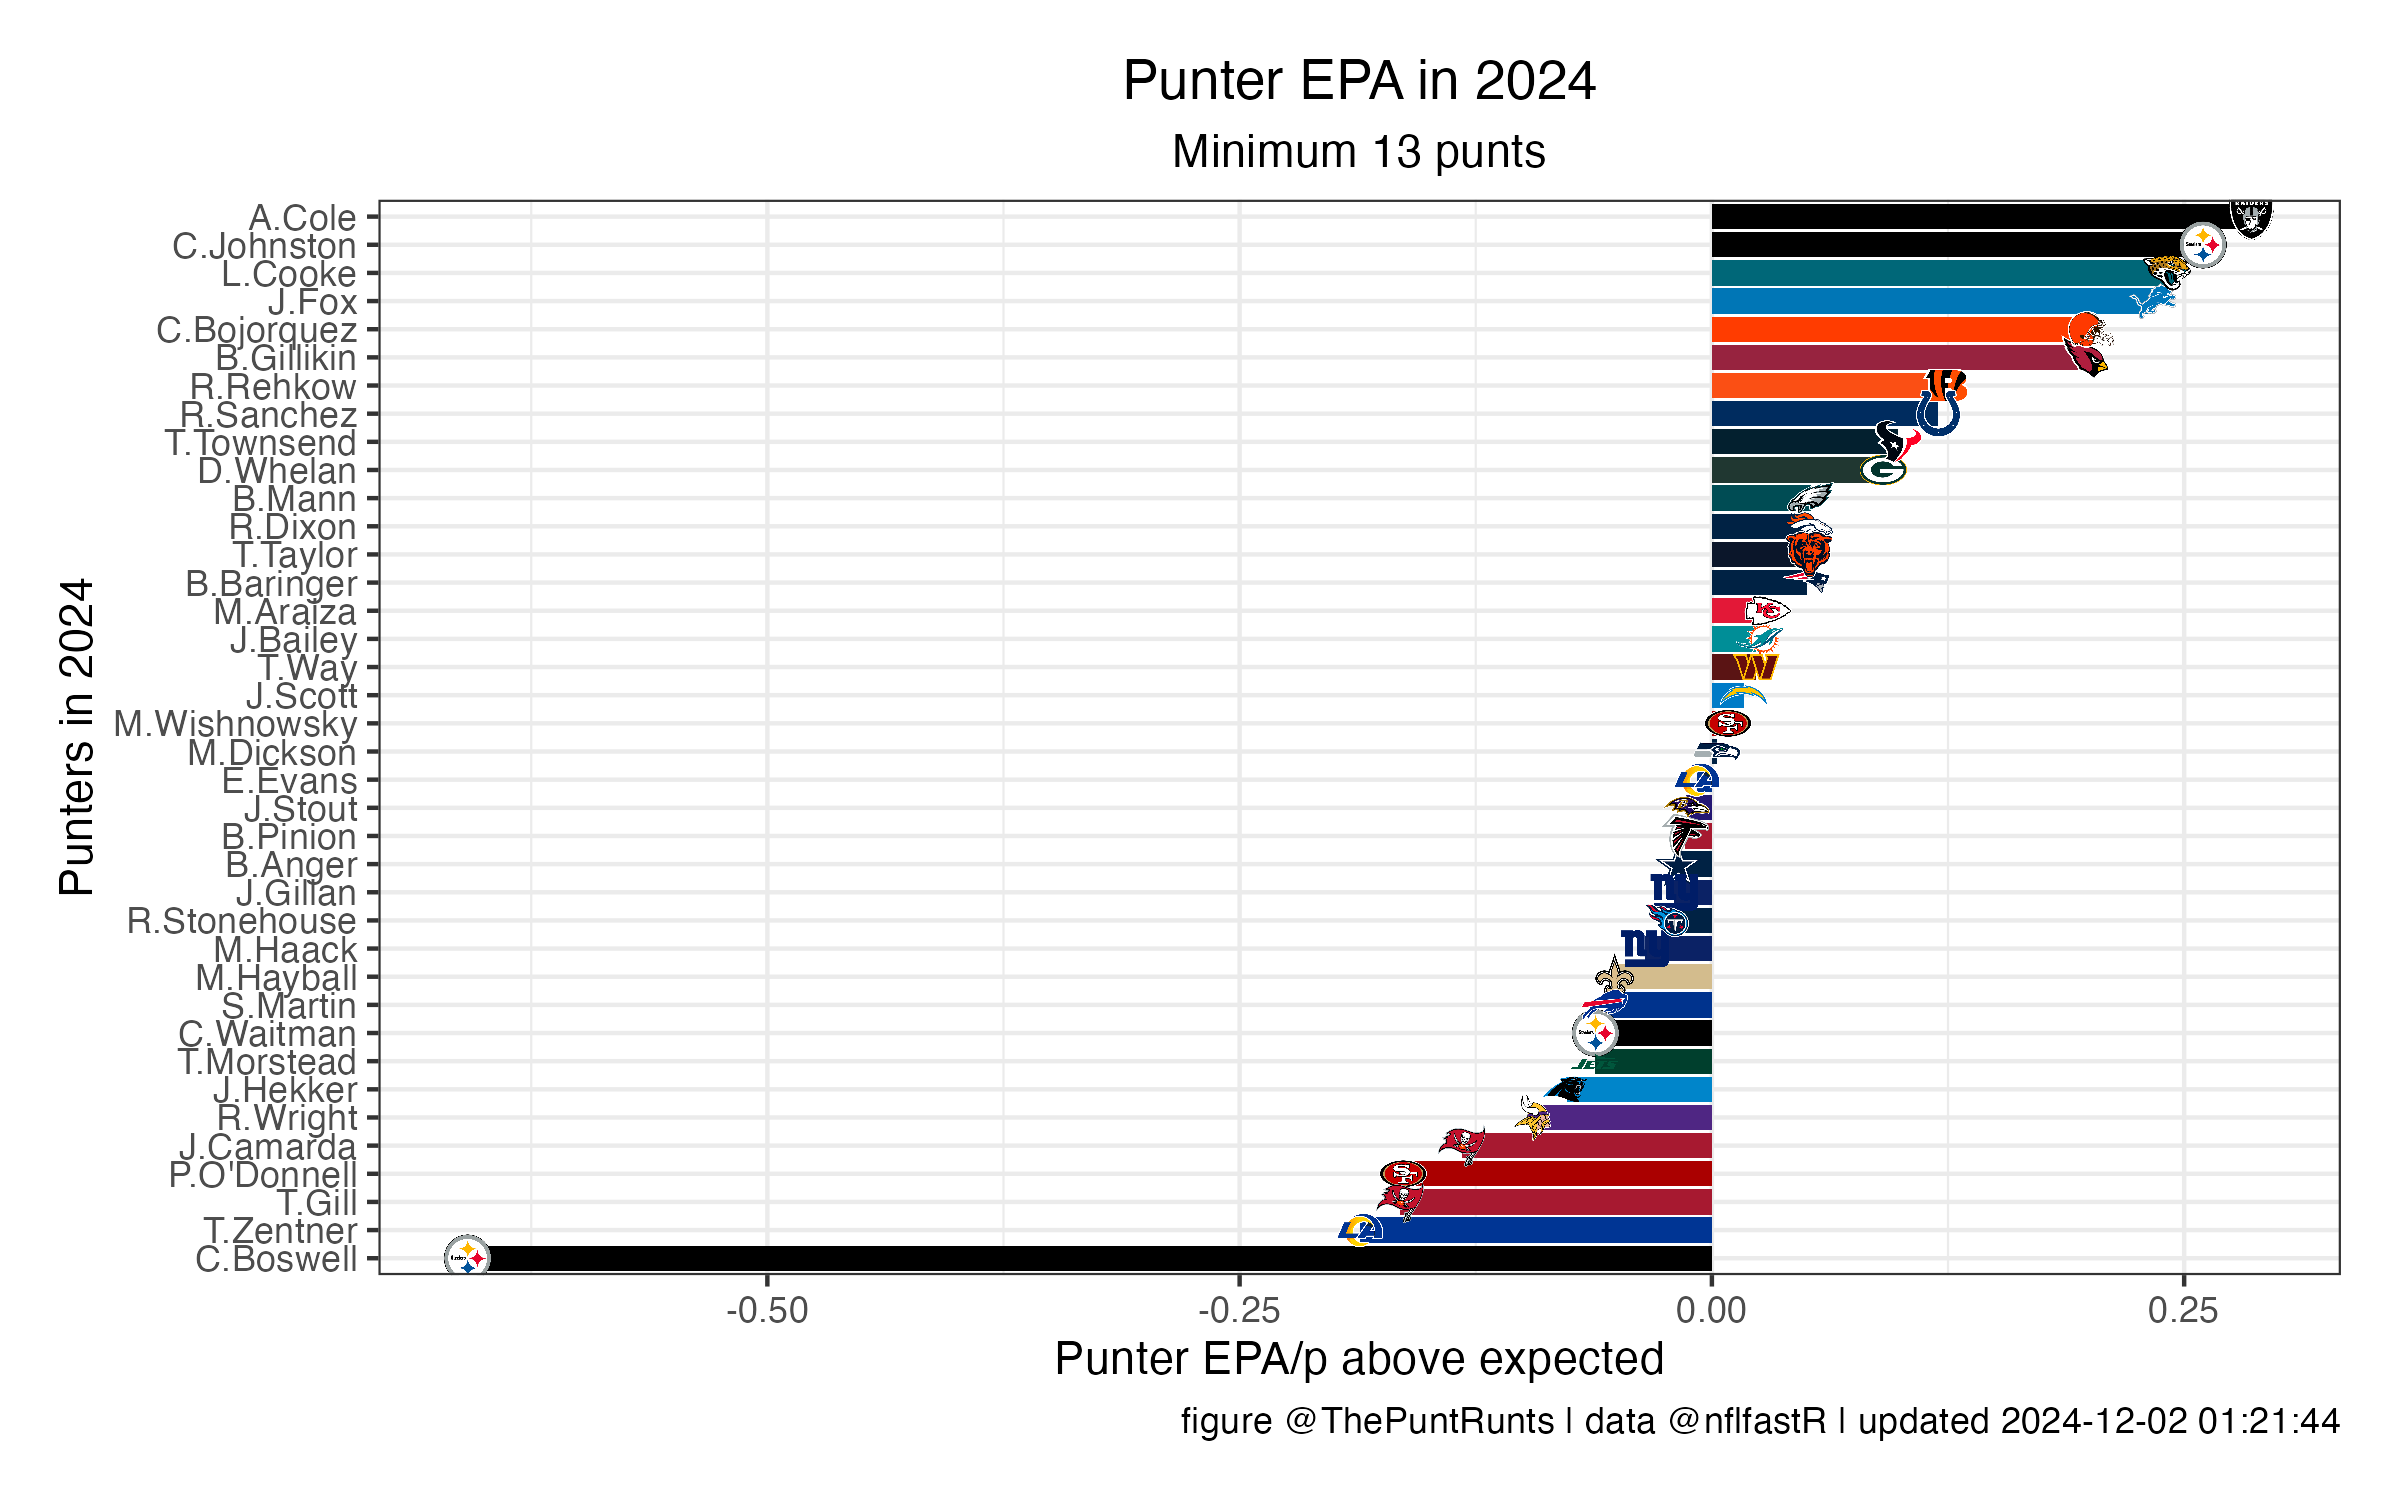 Punter EPA in 2024
Minimum 13 punts
Punters in 2024
A.Cole
C.Johnston
L.Cooke
J.Fox
C.Bojorquez
B.Gillikin
R.Rehkow
R.Sanchez
T.Townsend
D.Whelan
B.Mann
R.Dixon
T.Taylor
B.Baringer
M.Araiza
J.Bailey
T.Way
J.Scott
M.Wishnowsky
M.Dickson
E.Evans
J.Stout
B.Pinion
B.Anger
J.Gillan
R.Stonehouse
M.Haack
M.Hayball
S.Martin
C.Waitman
T.Morstead
J.Hekker
R.Wright
J.Camarda
P.O'Donnell
T.Gill
T.Zentner
C.Boswell
-0.50 -0.25 0.00 0.25
Punter EPA/p above expected
figure @ThePuntRunts | data @nflfastR | updated 2024-12-02 01:21:44